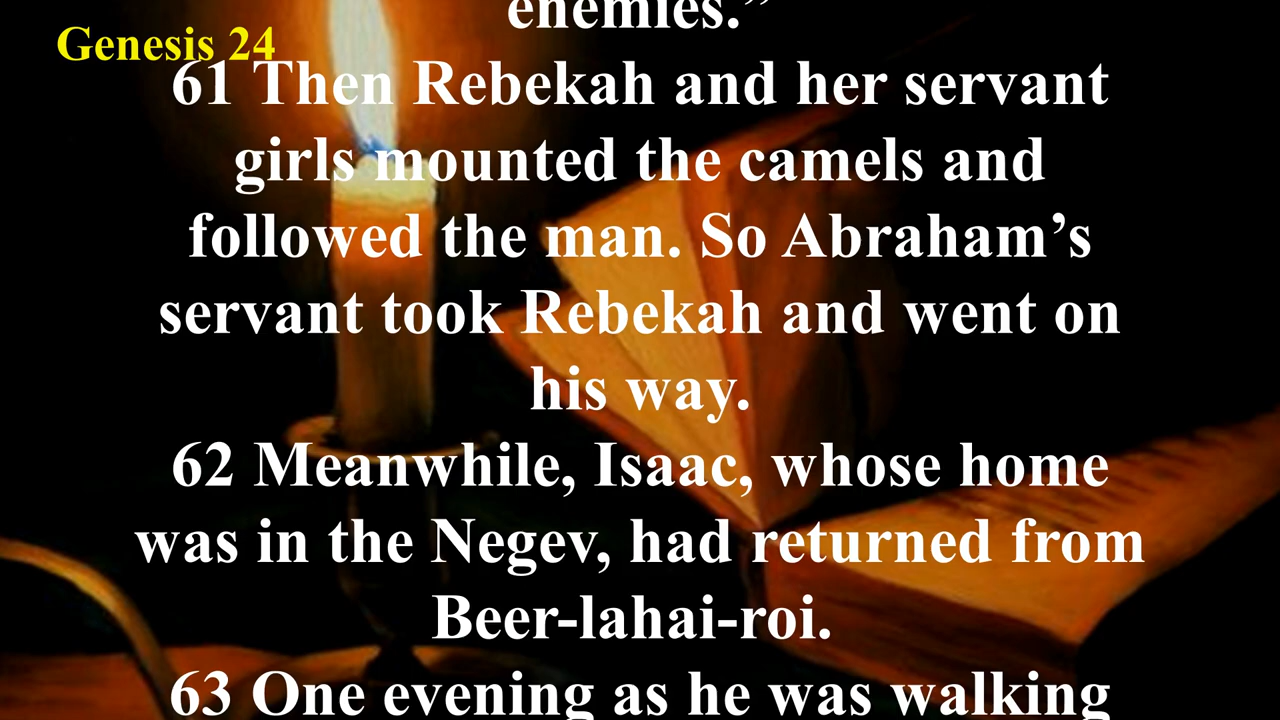 enemies.”
Genesis 24
61 Then Rebekah and her servant
girls mounted the camels and
followed the man. So Abraham’s
servant took Rebekah and went on
his way.
62 Meanwhile, Isaac, whose home
was in the Negev, had returned from
Beer-lahai-roi.
63 One evening as he was walking